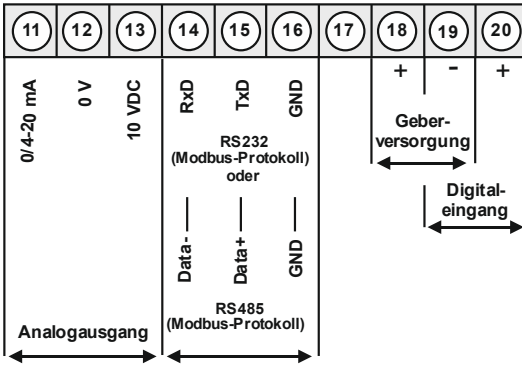 11 12 13 14 15 16 17 18 19 20
+ - +
0/4-20 mA
0 V
10 VDC
RxD
TxD
GND
RS232
(Modbus-Protokoll)
oder
Data-
Data+
GND
RS485
(Modbus-Protokoll)
Analogausgang
Geber-
versorgung
Digital-
eingang